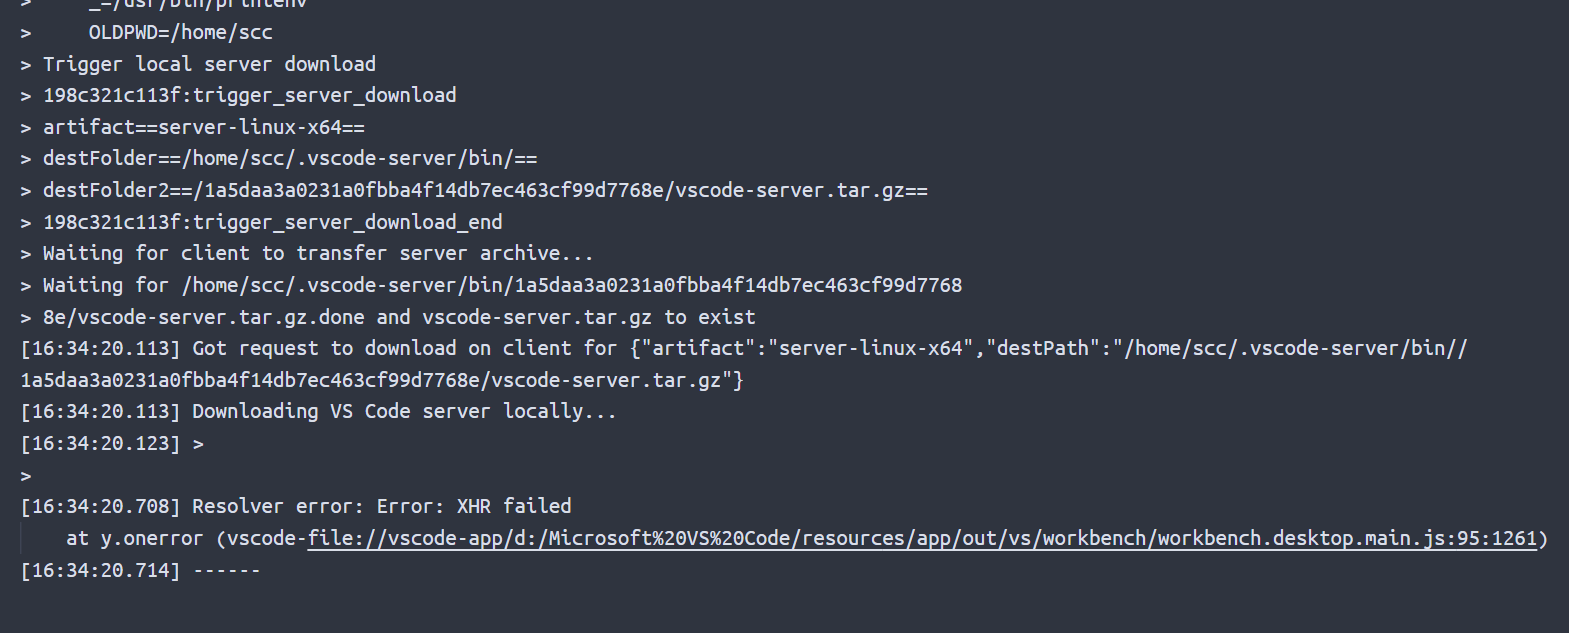 > _=/usr/bin/printenv
> OLDPWD=/home/scc
> Trigger local server download
> 198c321c113f:trigger_server_download
> artifact==server-linux-x64==
> destFolder==/home/scc/.vscode-server/bin/==
> destFolder2==/1a5daa3a0231a0fbba4f14db7ec463cf99d7768e/vscode-server.tar.gz==
> 198c321c113f:trigger_server_download_end
> Waiting for client to transfer server archive...
> Waiting for /home/scc/.vscode-server/bin/1a5daa3a0231a0fbba4f14db7ec463cf99d7768
> 8e/vscode-server.tar.gz.done and vscode-server.tar.gz to exist
[16:34:20.113] Got request to download on client for {"artifact":"server-linux-x64","destPath":"/home/scc/.vscode-server/bin//
1a5daa3a0231a0fbba4f14db7ec463cf99d7768e/vscode-server.tar.gz"}
[16:34:20.113] Downloading VS Code server locally...
[16:34:20.123] >
>
[16:34:20.708] Resolver error: Error: XHR failed
at y.onerror (vscode-file://vscode-app/d:/Microsoft%20VS%20Code/resources/app/out/vs/workbench/workbench.desktop.main.js:95:1261)
[16:34:20.714] ------